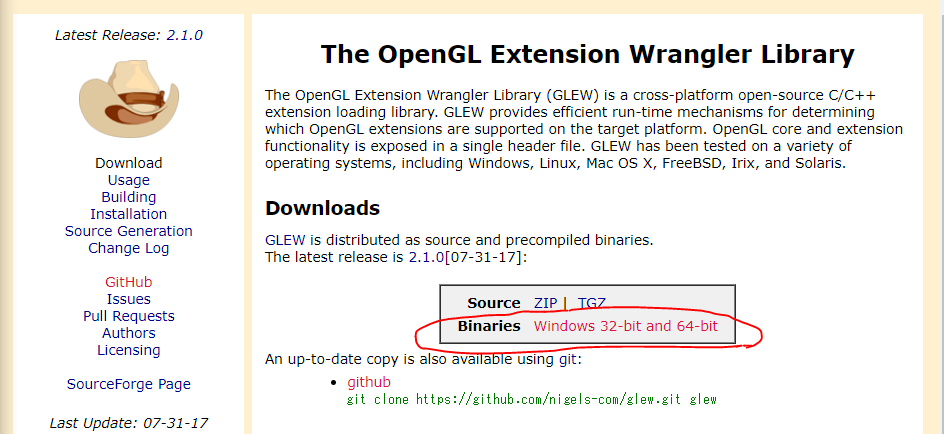 Latest Release: 2.1.0
Download
Usage
Building
Installation
Source Generation
Change Log
GitHub
Issues
Pull Requests
Authors
Licensing
SourceForge Page
Last Update: 07-31-17
The OpenGL Extension Wrangler Library
The OpenGL Extension Wrangler Library (GLEW) is a cross-platform open-source C/C++
extension loading library. GLEW provides efficient run-time mechanisms for determining
which OpenGL extensions are supported on the target platform. OpenGL core and extension
functionality is exposed in a single header file. GLEW has been tested on a variety of
operating systems, including Windows, Linux, Mac OS X, FreeBSD, Irix, and Solaris.
Downloads
GLEW is distributed as source and precompiled binaries.
The latest release is 2.1.0[07-31-17]:
Source ZIP | TGZ
Binaries Windows 32-bit and 64-bit
An up-to-date copy is also available using git:
• github
git clone https://github.com/nigels-com/glew.git glew